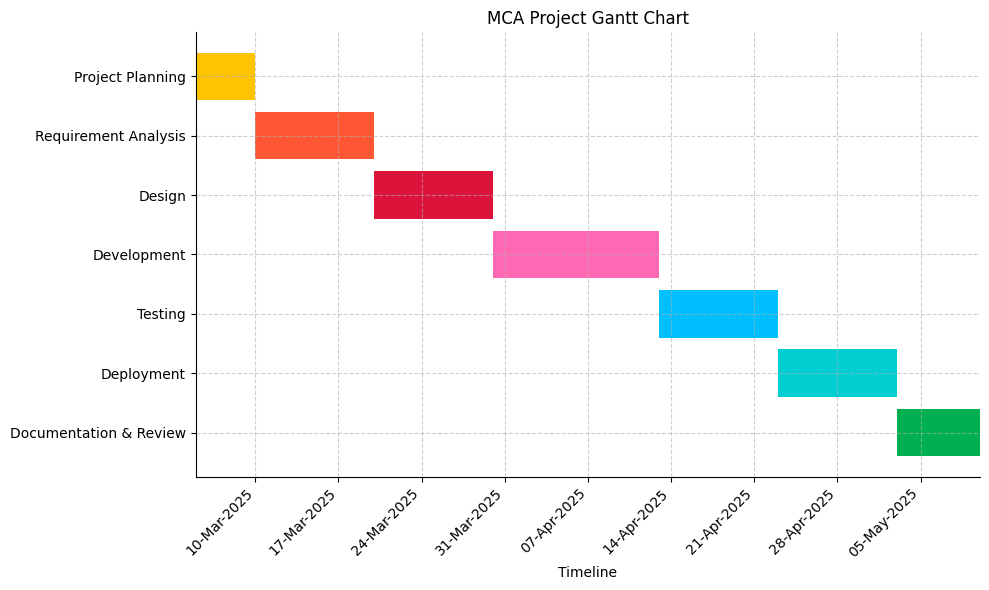 MCA Project Gantt Chart
Project Planning
Requirement Analysis
Design
Development
Testing
Deployment
Documentation & Review
10-Mar-2025
17-Mar-2025
24-Mar-2025
31-Mar-2025
07-Apr-2025
14-Apr-2025
21-Apr-2025
28-Apr-2025
05-May-2025
Timeline